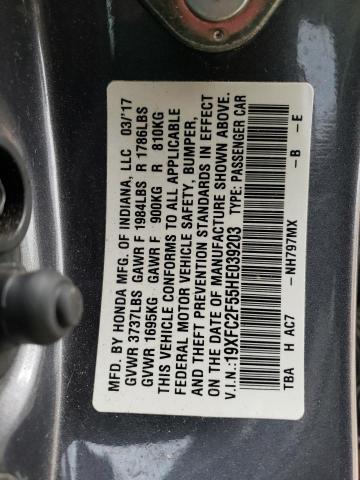 MFD. BY HONDA MFG. OF INDIANA, LLC 03/'17
GVWR 3737LBS GAWR F 1984LBS R 1786LBS
GVWR 1695KG GAWR F 900KG R 810KG
THIS VEHICLE CONFORMS TO ALL APPLICABLE
FEDERAL MOTOR VEHICLE SAFETY, BUMPER,
AND THEFT PREVENTION STANDARDS IN EFFECT
ON THE DATE OF MANUFACTURE SHOWN ABOVE.
V.I.N.: 19XFC2F55HE039203 TYPE: PASSENGER CAR
TBA H AC7 - NH797MX - B - E